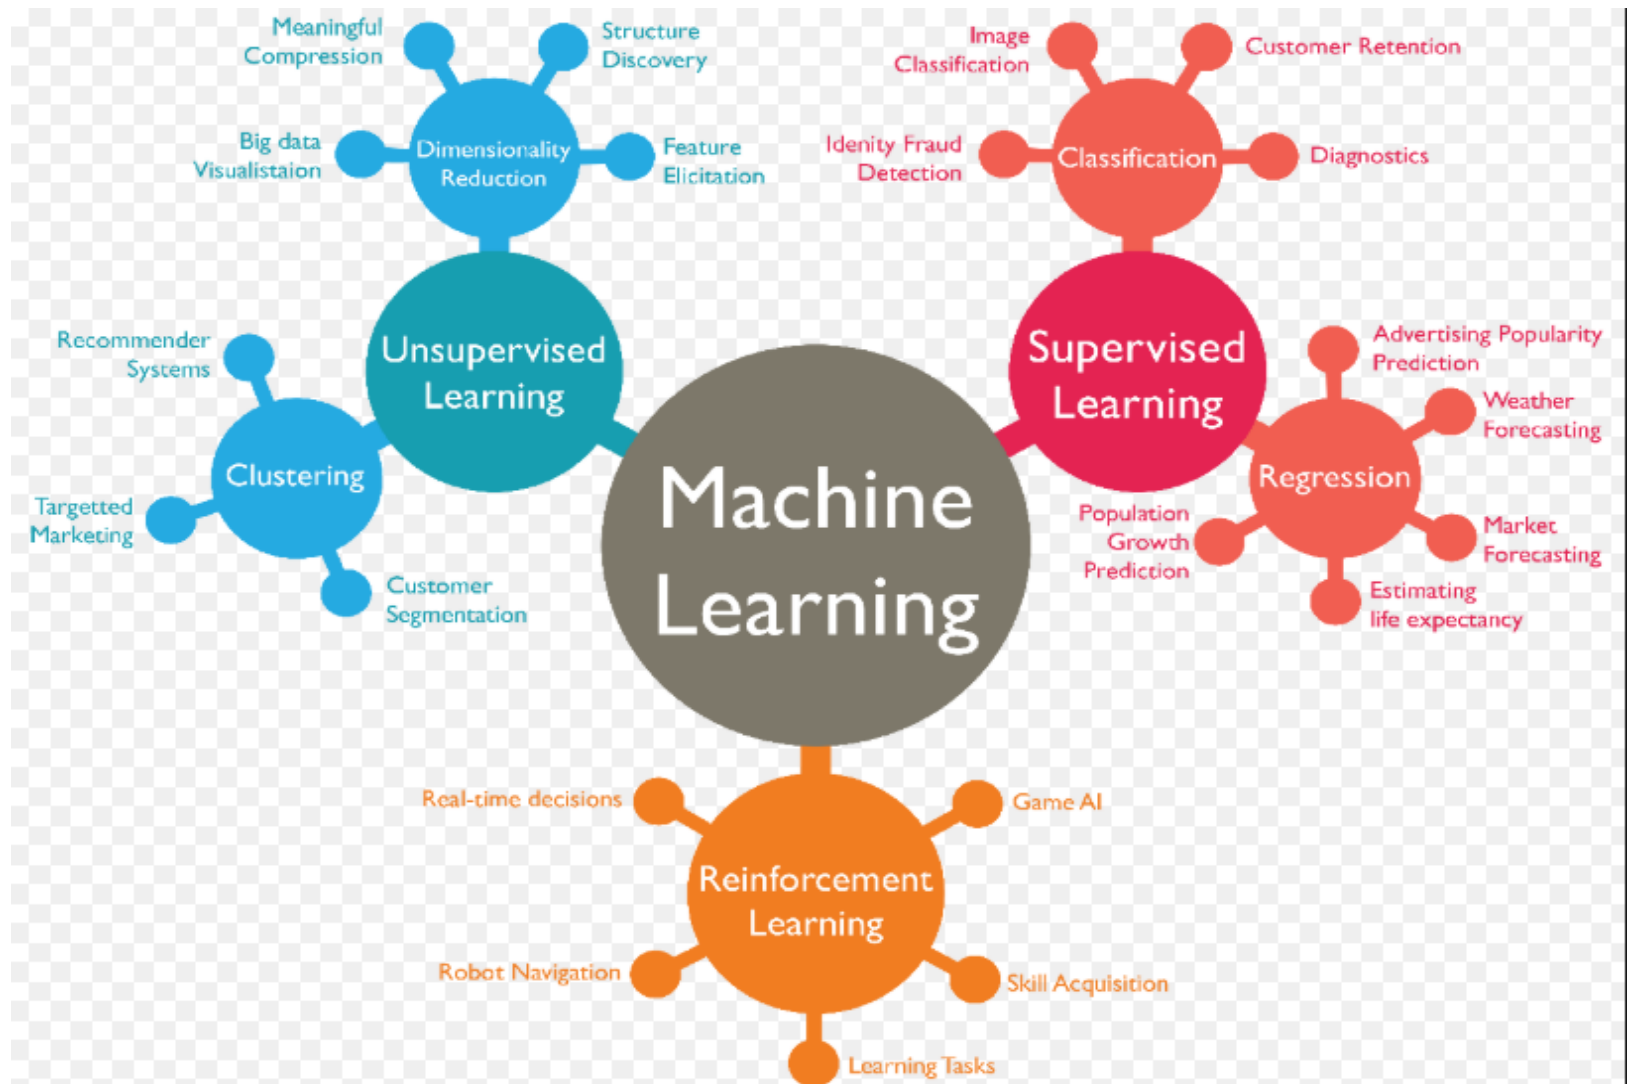 Meaningful
Compression
Structure
Discovery
Big data
Visualistaion
Dimensionality
Reduction
Feature
Elicitation
Image
Classification
Customer Retention
Idenity Fraud
Detection
Classification
Diagnostics
Recommender
Systems
Unsupervised
Learning
Clustering
Targetted
Marketing
Customer
Segmentation
Machine
Learning
Supervised
Learning
Advertising Popularity
Prediction
Weather
Forecasting
Regression
Population
Growth
Prediction
Market
Forecasting
Estimating
life expectancy
Real-time decisions
Game AI
Reinforcement
Learning
Robot Navigation
Skill Acquisition
Learning Tasks